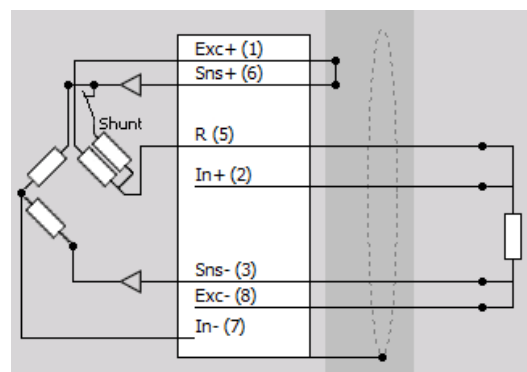 Exc+ (1)
Sns+ (6)
Shunt
R (5)
In+ (2)
Sns- (3)
Exc- (8)
In- (7)